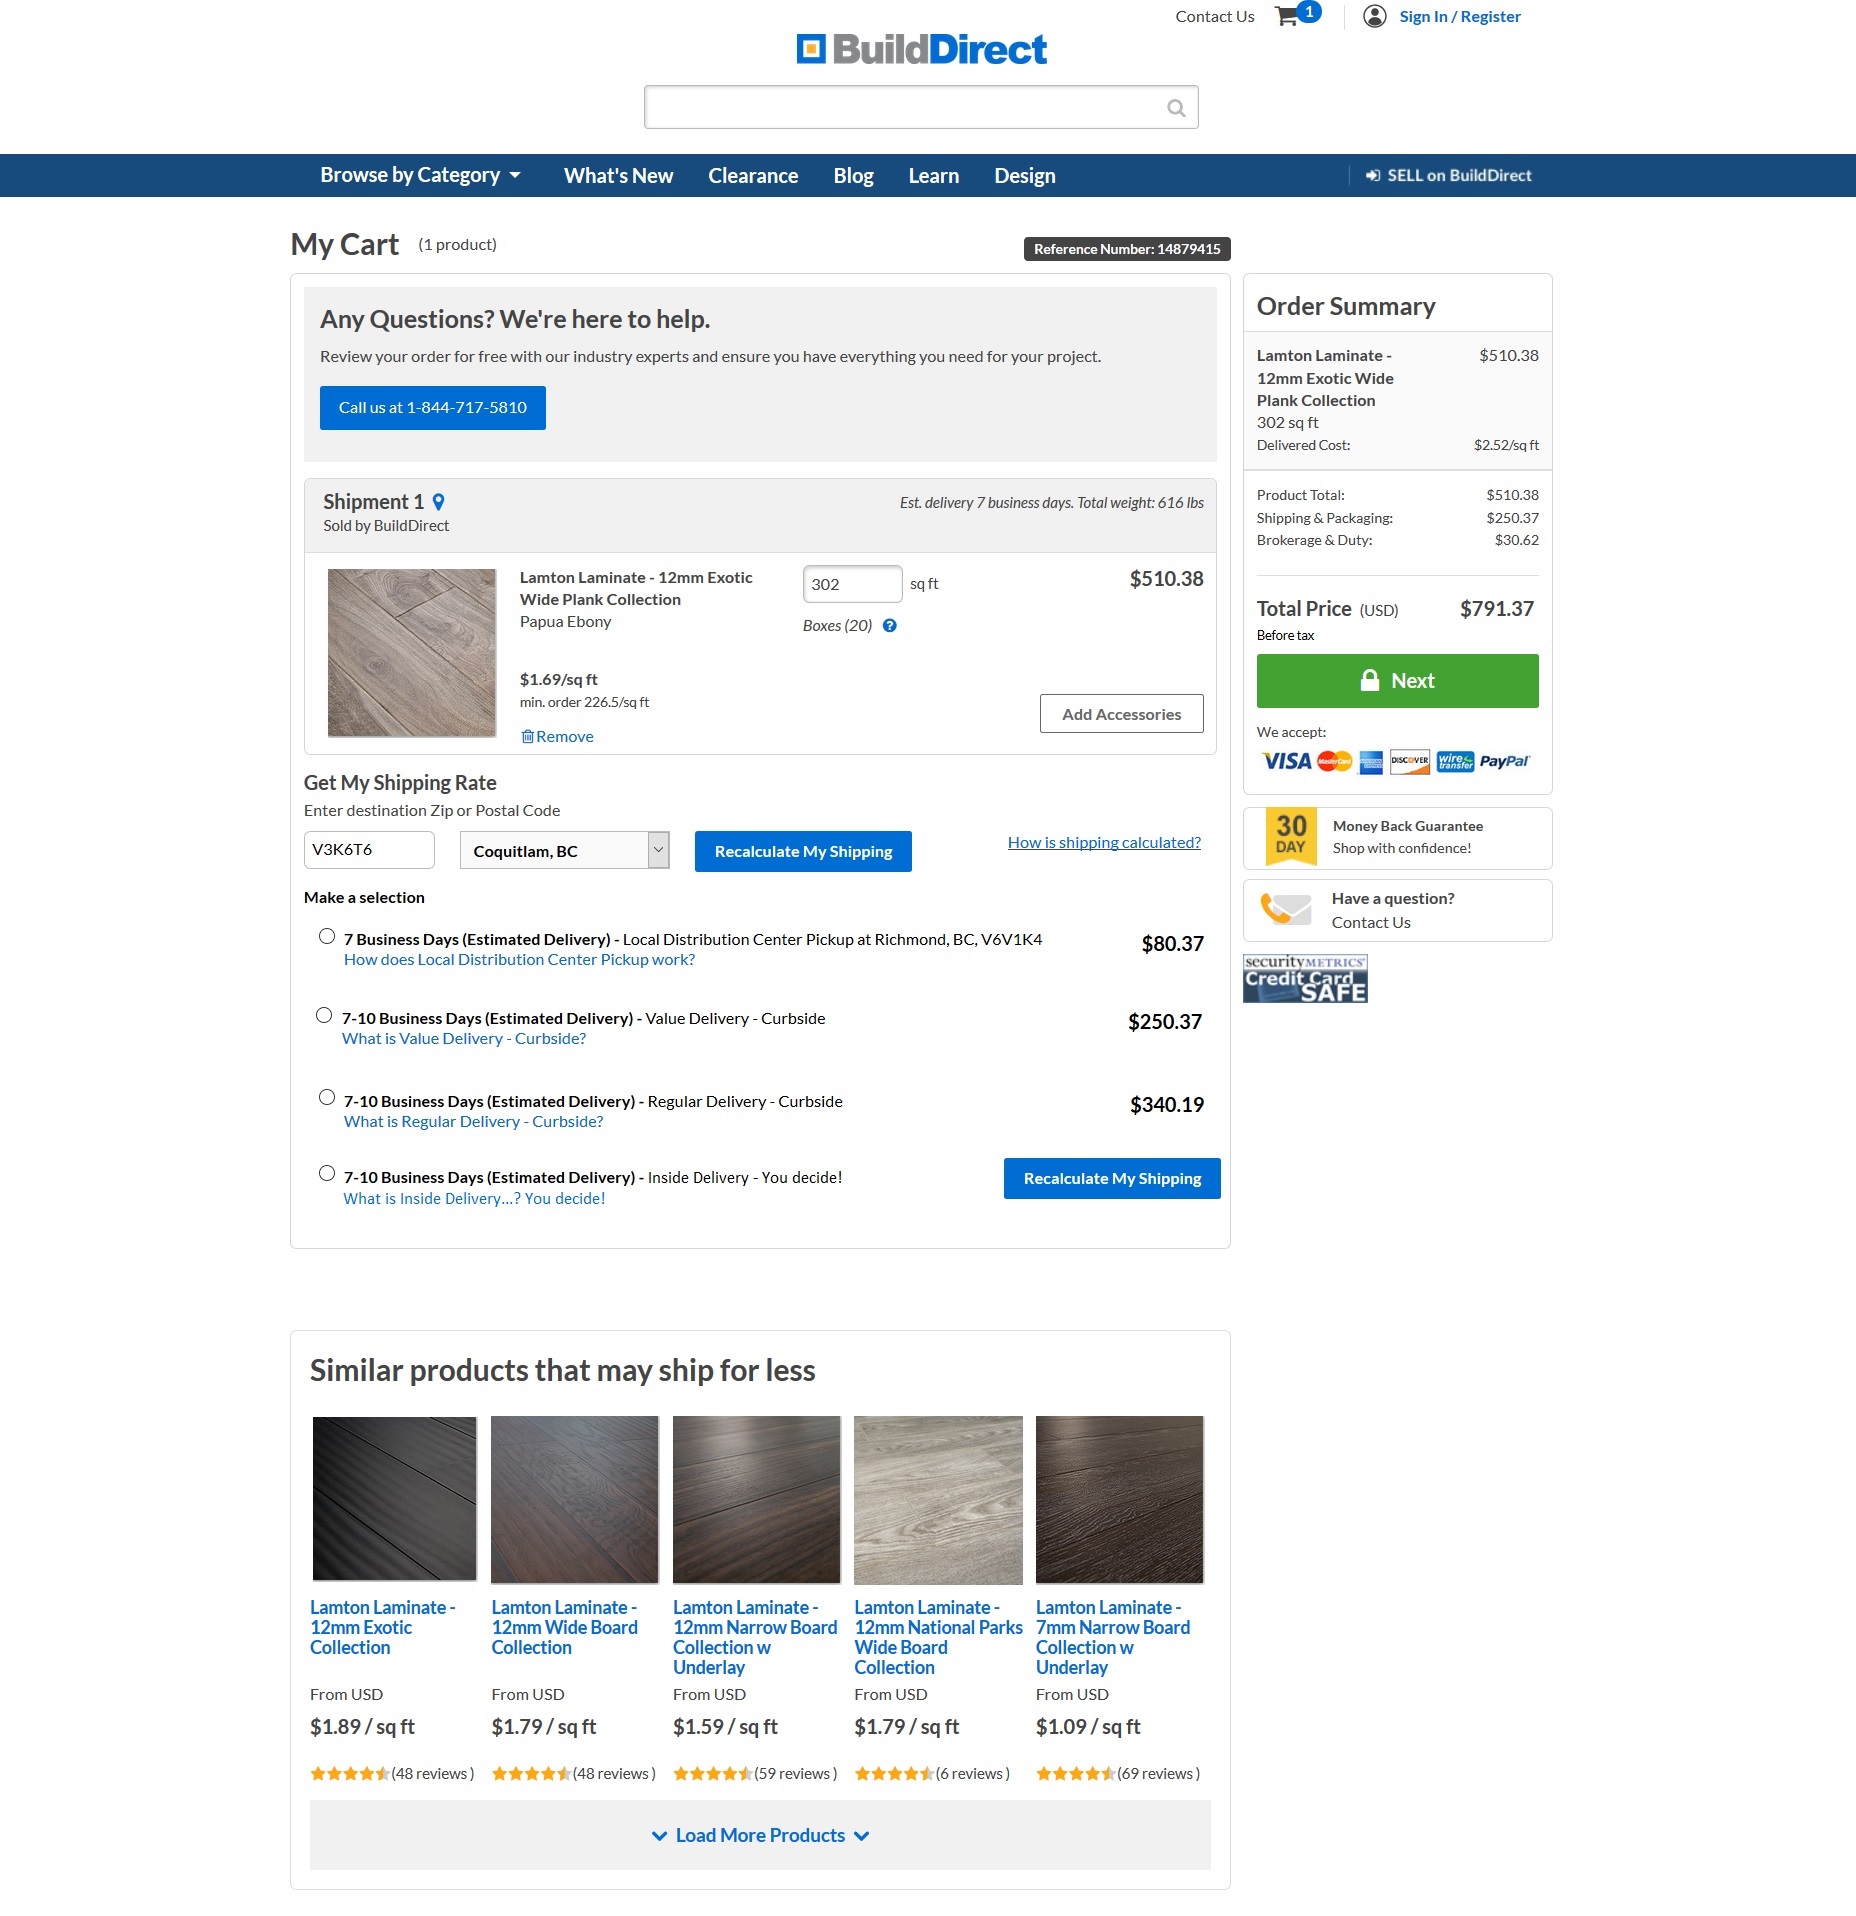 Contact Us
1
Sign In / Register
BuildDirect
Browse by Category
What's New
Clearance
Blog
Learn
Design
SELL on BuildDirect
My Cart (1 product)
Reference Number: 14879415
Any Questions? We're here to help.
Review your order for free with our industry experts and ensure you have everything you need for your project.
Call us at 1-844-717-5810
Shipment 1
Est. delivery 7 business days. Total weight: 616 lbs
Sold by BuildDirect
Lamton Laminate - 12mm Exotic
Wide Plank Collection
Papua Ebony
302 sq ft
Boxes (20)
$510.38
$1.69/sq ft
min. order 226.5/sq ft
Remove
Add Accessories
Get My Shipping Rate
Enter destination Zip or Postal Code
V3K6T6
Coquitlam, BC
Recalculate My Shipping
How is shipping calculated?
Make a selection
7 Business Days (Estimated Delivery) - Local Distribution Center Pickup at Richmond, BC, V6V1K4
$80.37
How does Local Distribution Center Pickup work?
7-10 Business Days (Estimated Delivery) - Value Delivery - Curbside
$250.37
What is Value Delivery - Curbside?
7-10 Business Days (Estimated Delivery) - Regular Delivery - Curbside
$340.19
What is Regular Delivery - Curbside?
7-10 Business Days (Estimated Delivery) - Inside Delivery - You decide!
Recalculate My Shipping
What is Inside Delivery...? You decide!
Order Summary
Lamton Laminate -
12mm Exotic Wide
Plank Collection
$510.38
302 sq ft
Delivered Cost: $2.52/sq ft
Product Total: $510.38
Shipping & Packaging: $250.37
Brokerage & Duty: $30.62
Total Price (USD) $791.37
Before tax
Next
We accept:
VISA MasterCard AMERICAN EXPRESS DISCOVER wire transfer PayPal
30
DAY
Money Back Guarantee
Shop with confidence!
Have a question?
Contact Us
securityMETRICS
Credit Card
SAFE
Similar products that may ship for less
Lamton Laminate -
12mm Exotic
Collection
From USD
$1.89 / sq ft
(48 reviews )
Lamton Laminate -
12mm Wide Board
Collection
From USD
$1.79 / sq ft
(48 reviews )
Lamton Laminate -
12mm Narrow Board
Collection w
Underlay
From USD
$1.59 / sq ft
(59 reviews )
Lamton Laminate -
12mm National Parks
Wide Board
Collection
From USD
$1.79 / sq ft
(6 reviews )
Lamton Laminate -
7mm Narrow Board
Collection w
Underlay
From USD
$1.09 / sq ft
(69 reviews )
Load More Products